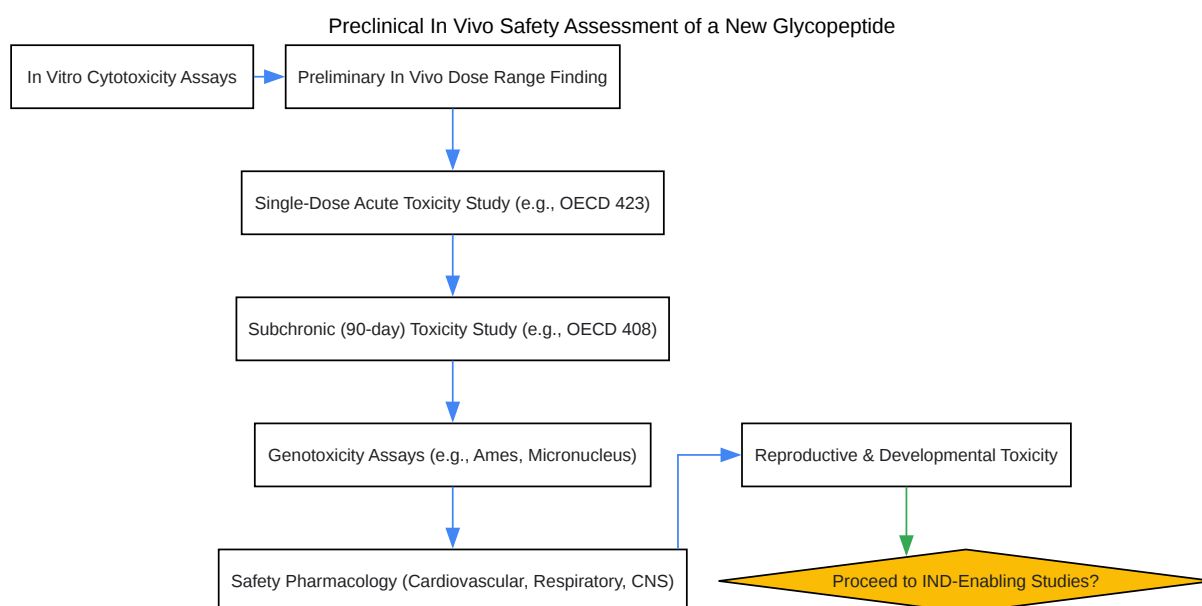 Preclinical In Vivo Safety Assessment of a New Glycopeptide
In Vitro Cytotoxicity Assays
Preliminary In Vivo Dose Range Finding
Single-Dose Acute Toxicity Study (e.g., OECD 423)
Subchronic (90-day) Toxicity Study (e.g., OECD 408)
Genotoxicity Assays (e.g., Ames, Micronucleus)
Safety Pharmacology (Cardiovascular, Respiratory, CNS)
Reproductive & Developmental Toxicity
Proceed to IND-Enabling Studies?